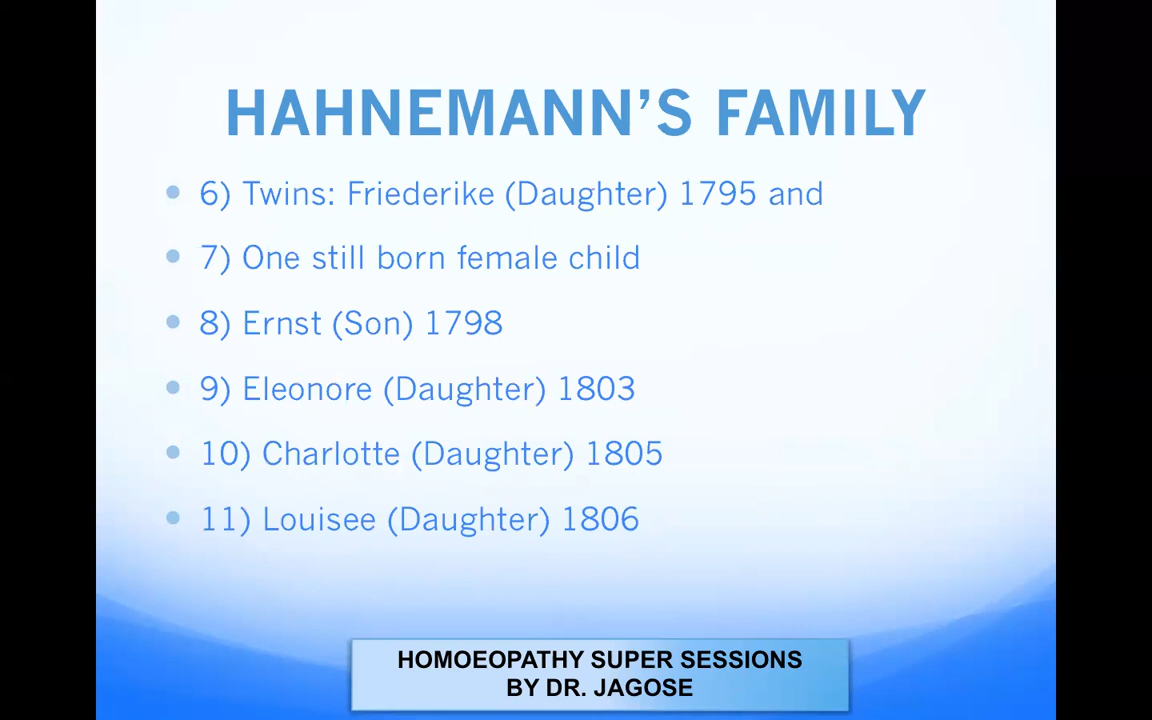 HAHNEMANN’S FAMILY
• 6) Twins: Friederike (Daughter) 1795 and
• 7) One still born female child
• 8) Ernst (Son) 1798
• 9) Eleonore (Daughter) 1803
• 10) Charlotte (Daughter) 1805
• 11) Louisee (Daughter) 1806
HOMOEOPATHY SUPER SESSIONS
BY DR. JAGOSE